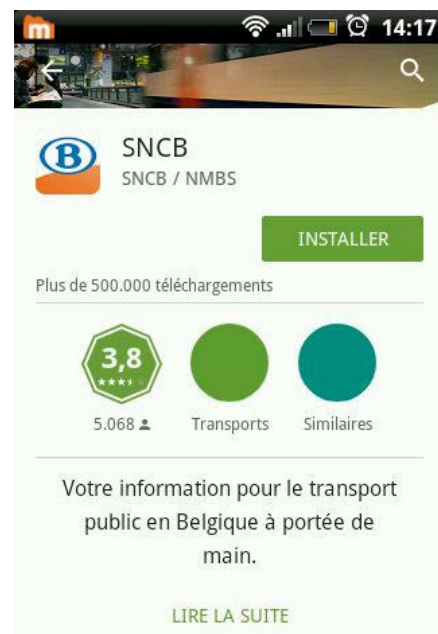 m
14:17
B
SNCB
SNCB / NMBS
INSTALLER
Plus de 500.000 téléchargements
3,8
5.068
Transports
Similaires
Votre information pour le transport
public en Belgique à portée de
main.
LIRE LA SUITE